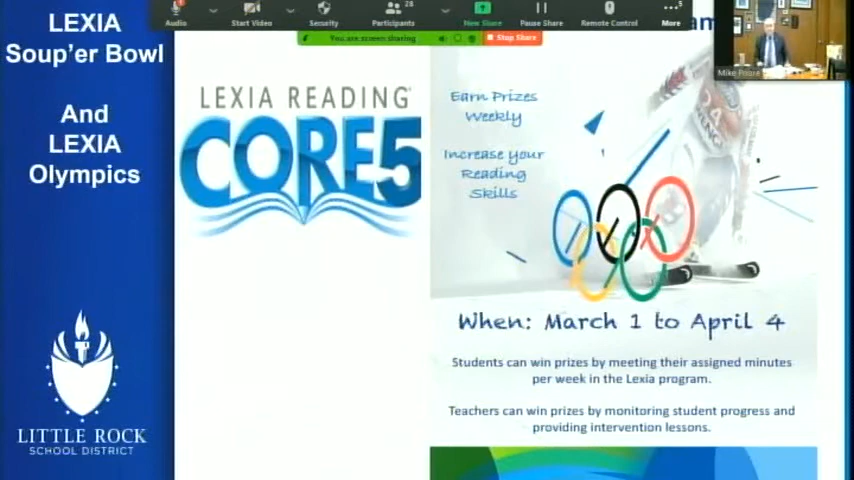 Audio
Start Video
Security
Participants
28
New Share
Pause Share
Remote Control
More
You are screen sharing
Stop Share
LEXIA
Soup'er Bowl
And
LEXIA
Olympics
LITTLE ROCK
SCHOOL DISTRICT
LEXIA READING
CORE5
Earn Prizes
Weekly
Increase your
Reading
Skills
When: March 1 to April 4
Students can win prizes by meeting their assigned minutes
per week in the Lexia program.
Teachers can win prizes by monitoring student progress and
providing intervention lessons.
Mike